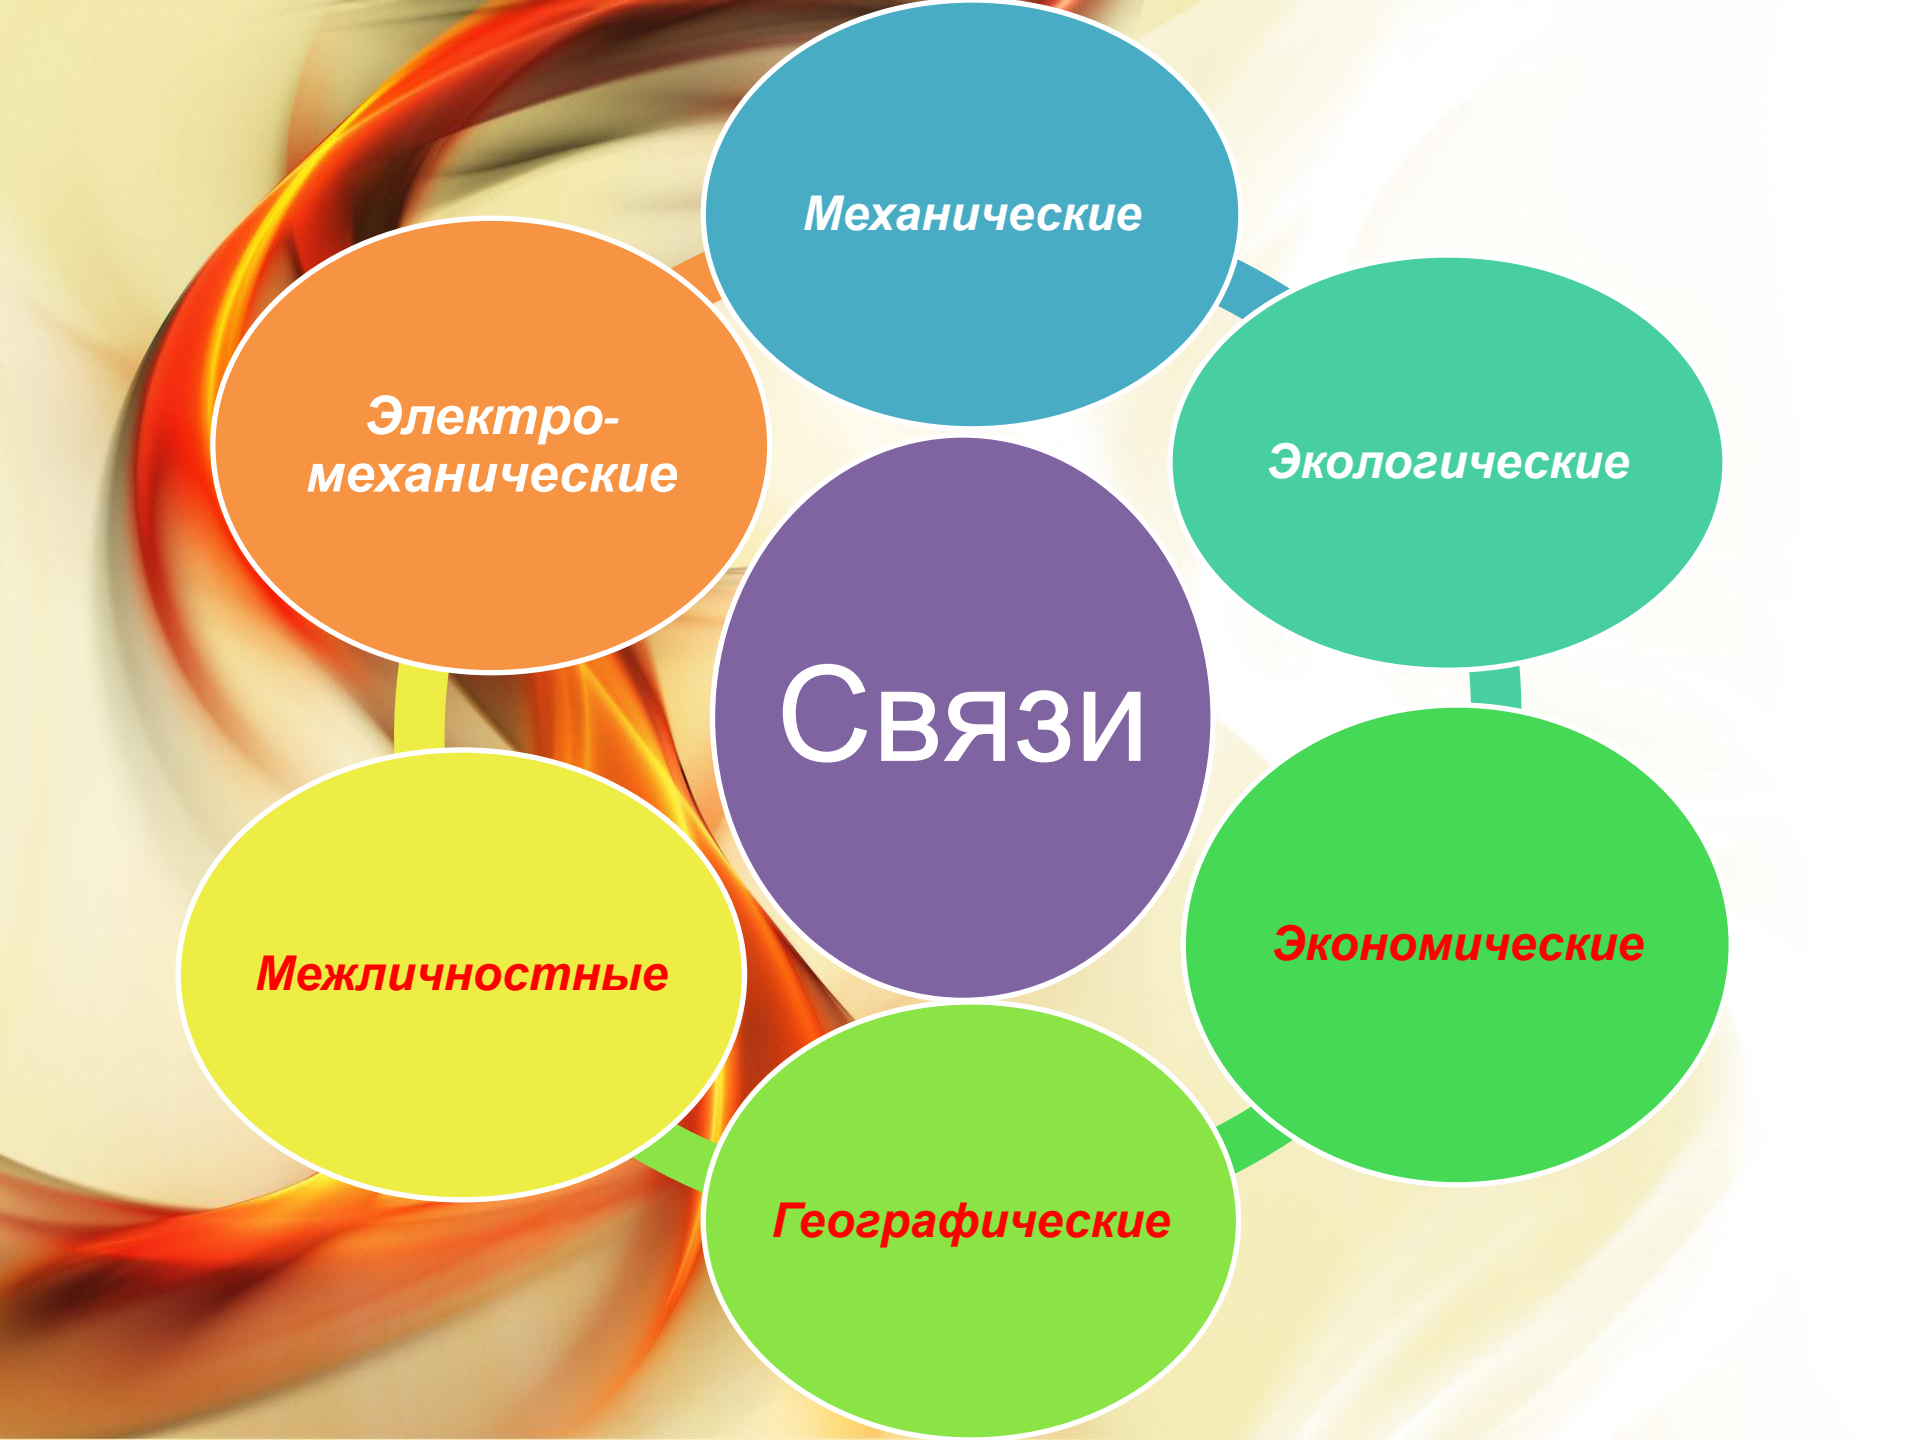 Механические
Электро-
механические
Экологические
Связи
Экономические
Межличностные
Географические